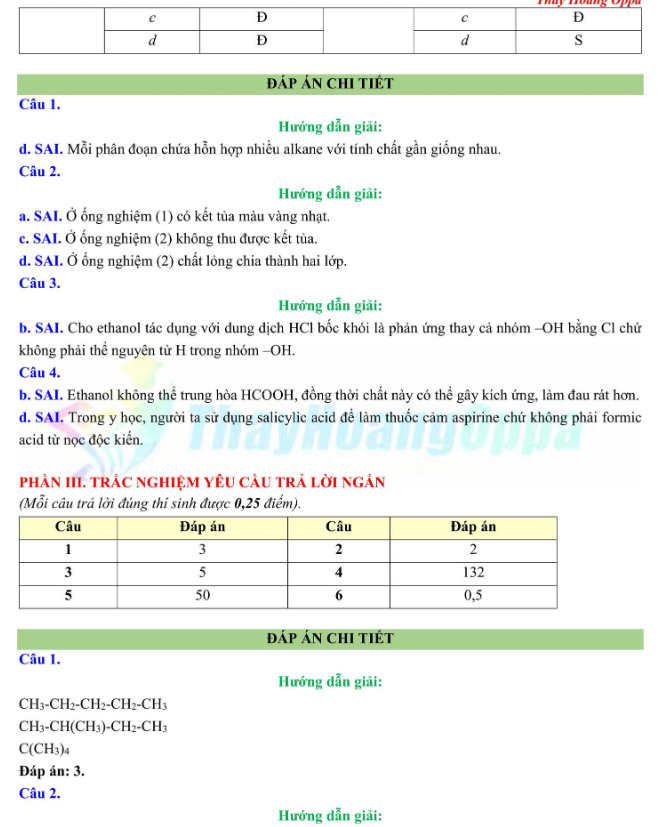 Thầy Hoàng Oppa
c Đ c Đ
d Đ d S
ĐÁP ÁN CHI TIẾT
Câu 1.
Hướng dẫn giải:
d. SAI. Mỗi phân đoạn chứa hỗn hợp nhiều alkane với tính chất gần giống nhau.
Câu 2.
Hướng dẫn giải:
a. SAI. Ở ống nghiệm (1) có kết tủa màu vàng nhạt.
c. SAI. Ở ống nghiệm (2) không thu được kết tủa.
d. SAI. Ở ống nghiệm (2) chất lỏng chia thành hai lớp.
Câu 3.
Hướng dẫn giải:
b. SAI. Cho ethanol tác dụng với dung dịch HCl bốc khói là phản ứng thay cả nhóm –OH bằng Cl chứ
không phải thế nguyên tử H trong nhóm –OH.
Câu 4.
b. SAI. Ethanol không thể trung hòa HCOOH, đồng thời chất này có thể gây kích ứng, làm đau rát hơn.
d. SAI. Trong y học, người ta sử dụng salicylic acid để làm thuốc cảm aspirine chứ không phải formic
acid từ nọc độc kiến.
ThayHoangOppa
PHẦN III. TRẮC NGHIỆM YÊU CẦU TRẢ LỜI NGẮN
(Mỗi câu trả lời đúng thí sinh được 0,25 điểm).
Câu Đáp án Câu Đáp án
1 3 2 2
3 5 4 132
5 50 6 0,5
ĐÁP ÁN CHI TIẾT
Câu 1.
Hướng dẫn giải:
CH₃-CH₂-CH₂-CH₂-CH₃
CH₃-CH(CH₃)-CH₂-CH₃
C(CH₃)₄
Đáp án: 3.
Câu 2.
Hướng dẫn giải: